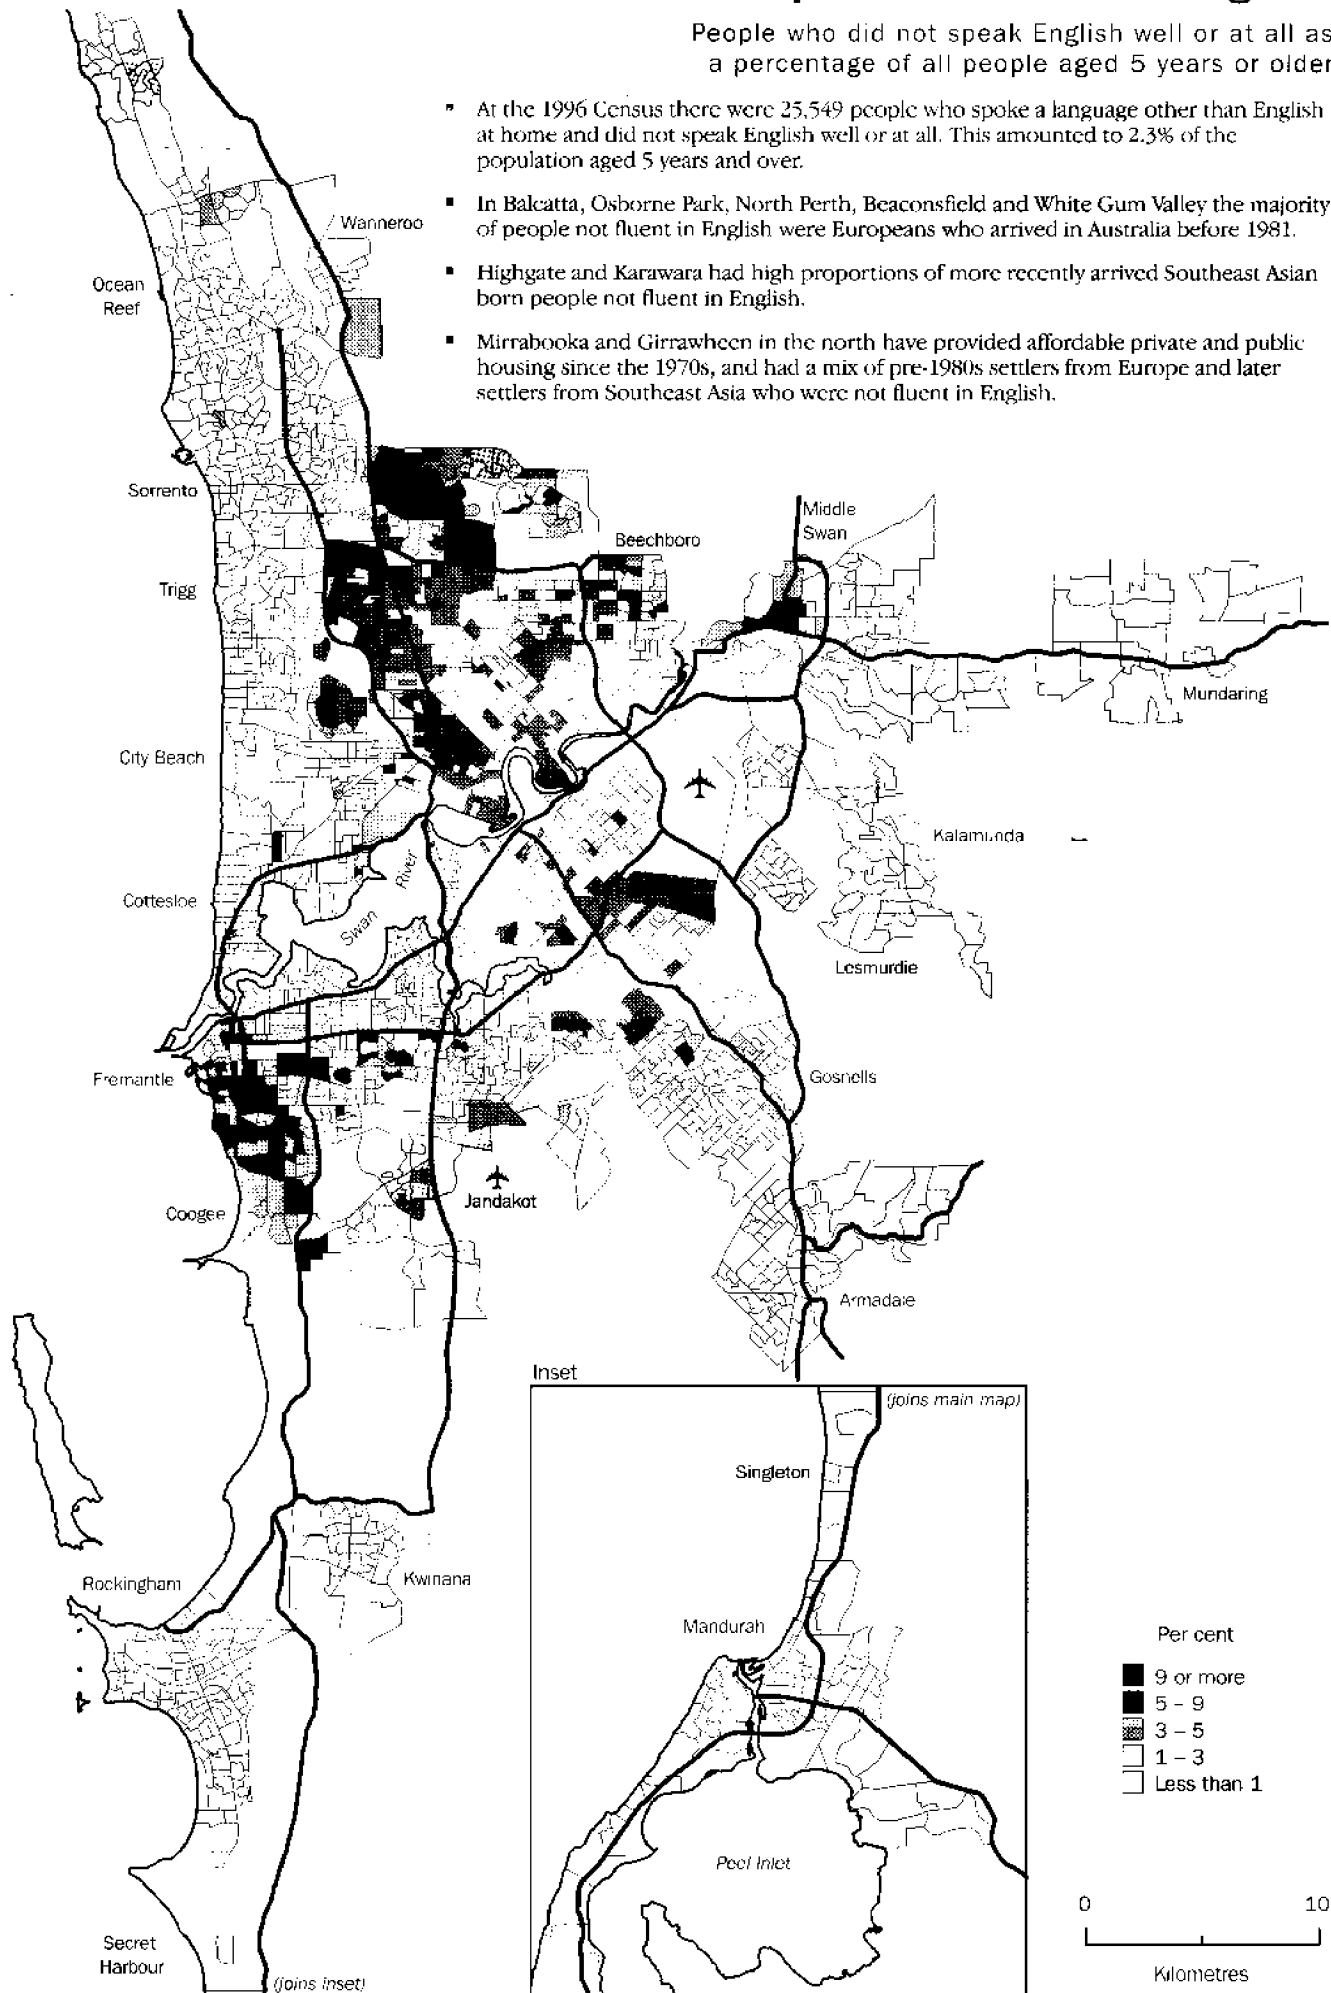 People who did not speak English well or at all as
a percentage of all people aged 5 years or older
▪ At the 1996 Census there were 25,549 people who spoke a language other than English
at home and did not speak English well or at all. This amounted to 2.3% of the
population aged 5 years and over.
▪ In Balcatta, Osborne Park, North Perth, Beaconsfield and White Gum Valley the majority
of people not fluent in English were Europeans who arrived in Australia before 1981.
▪ Highgate and Karawara had high proportions of more recently arrived Southeast Asian
born people not fluent in English.
▪ Mirrabooka and Girrawheen in the north have provided affordable private and public
housing since the 1970s, and had a mix of pre-1980s settlers from Europe and later
settlers from Southeast Asia who were not fluent in English.
Wanneroo
Ocean
Reef
Sorrento
Middle
Swan
Beechboro
Trigg
Mundaring
City Beach
Kalamunda
River
Cottesloe
Swan
Lesmurdie
Fremantle
Gosnells
Jandakot
Coogee
Armadale
Inset
(joins main map)
Singleton
Rockingham
Kwinana
Mandurah
Per cent
9 or more
5 – 9
3 – 5
1 – 3
Less than 1
Peel Inlet
0 10
Kilometres
Secret
Harbour
(joins inset)